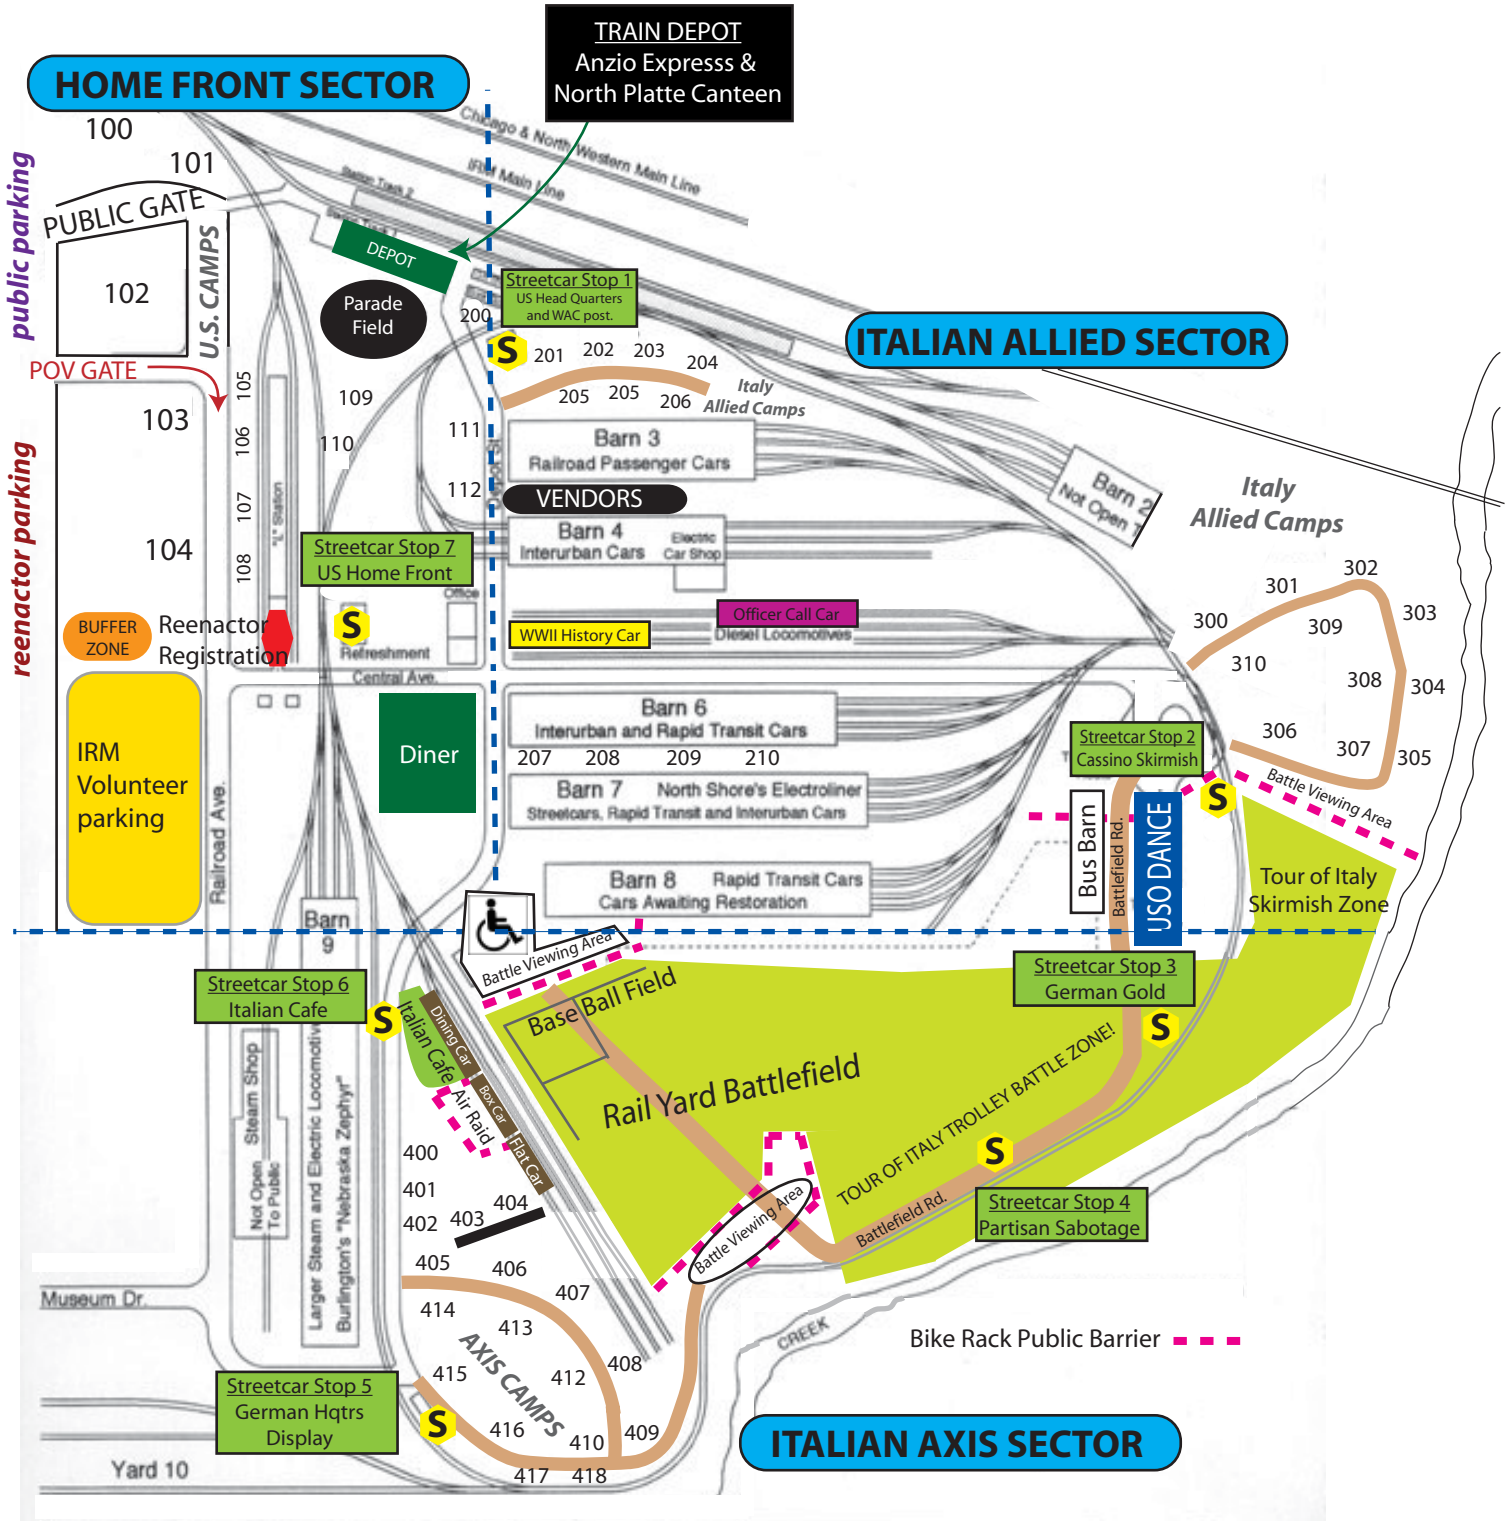 TRAIN DEPOT
Anzio Expresss &
North Platte Canteen
HOME FRONT SECTOR
100
101
Chicago & North Western Main Line
IRM Main Line
Station Track 2
Station Track 1
public parking
PUBLIC GATE
102
U.S. CAMPS
DEPOT
Parade
Field
Streetcar Stop 1
US Head Quarters
and WAC post.
200
S
201
202
203
204
205
205
206
Italy
Allied Camps
ITALIAN ALLIED SECTOR
POV GATE
103
104
105
106
107
108
109
110
111
112
"L" Station
Depot St.
reenactor parking
Barn 3
Railroad Passenger Cars
VENDORS
Barn 4
Interurban Cars
Electric
Car Shop
Barn 2
Not Open T
Italy
Allied Camps
Streetcar Stop 7
US Home Front
Office
S
Refreshment
Central Ave.
BUFFER
ZONE
Reenactor
Registration
Officer Call Car
WWII History Car
Diesel Locomotives
300
301
302
303
304
305
306
307
308
309
310
IRM
Volunteer
parking
Railroad Ave.
Diner
Barn 6
Interurban and Rapid Transit Cars
207
208
209
210
Barn 7
North Shore's Electroliner
Streetcars, Rapid Transit and Interurban Cars
Barn 8
Rapid Transit Cars
Cars Awaiting Restoration
Streetcar Stop 2
Cassino Skirmish
S
Battle Viewing Area
Bus Barn
Battlefield Rd.
USO DANCE
Tour of Italy
Skirmish Zone
Barn
9
Battle Viewing Area
Streetcar Stop 6
Italian Cafe
S
Italian Cafe
Dining Car
Box Car
Flat Car
Air Raid
Base Ball Field
Rail Yard Battlefield
Streetcar Stop 3
German Gold
S
TOUR OF ITALY TROLLEY BATTLE ZONE!
S
Streetcar Stop 4
Partisan Sabotage
Battlefield Rd.
Battle Viewing Area
Steam Shop
Not Open
To Public
Larger Steam and Electric Locomotiv
Burlington's "Nebraska Zephyr"
400
401
402
403
404
405
406
407
408
409
410
412
413
414
415
416
417
418
AXIS CAMPS
Museum Dr.
CREEK
Bike Rack Public Barrier
Streetcar Stop 5
German Hqtrs
Display
S
ITALIAN AXIS SECTOR
Yard 10